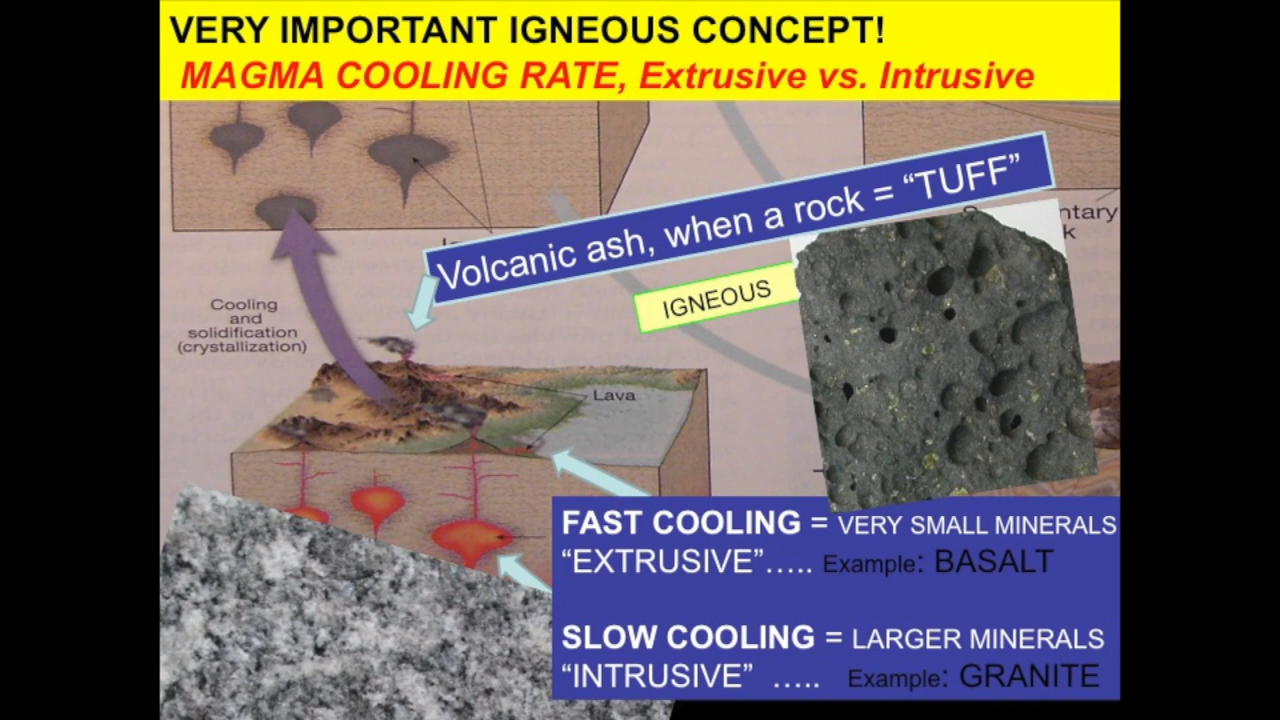 VERY IMPORTANT IGNEOUS CONCEPT!
MAGMA COOLING RATE, Extrusive vs. Intrusive
Volcanic ash, when a rock = “TUFF”
ntary
k
IGNEOUS
Cooling
and
solidification
(crystallization)
Lava
FAST COOLING = VERY SMALL MINERALS
“EXTRUSIVE”..... Example: BASALT
SLOW COOLING = LARGER MINERALS
“INTRUSIVE” ..... Example: GRANITE